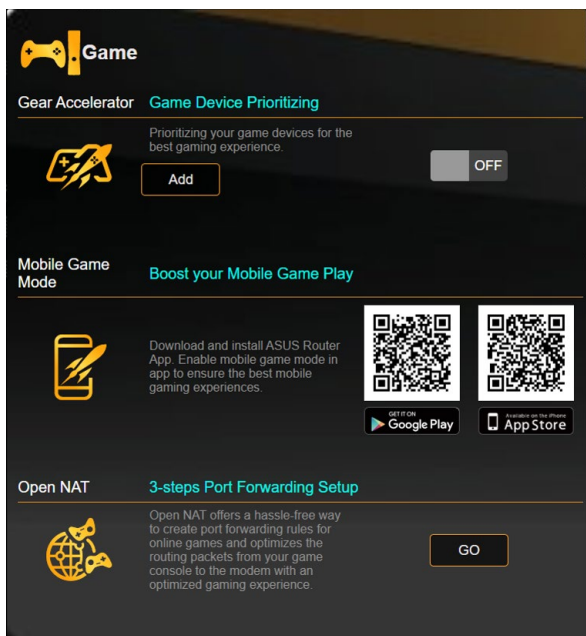 Game
Gear Accelerator
Game Device Prioritizing
Prioritizing your game devices for the
best gaming experience.
Add
OFF
Mobile Game
Mode
Boost your Mobile Game Play
Download and install ASUS Router
App. Enable mobile game mode in
app to ensure the best mobile
gaming experiences.
GET IT ON
Google Play
Available on the iPhone
App Store
Open NAT
3-steps Port Forwarding Setup
Open NAT offers a hassle-free way
to create port forwarding rules for
online games and optimizes the
routing packets from your game
console to the modem with an
optimized gaming experience.
GO